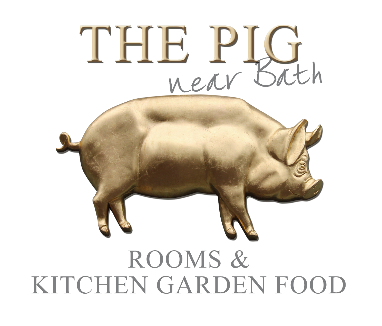 THE PIG
near Bath
ROOMS &
KITCHEN GARDEN FOOD